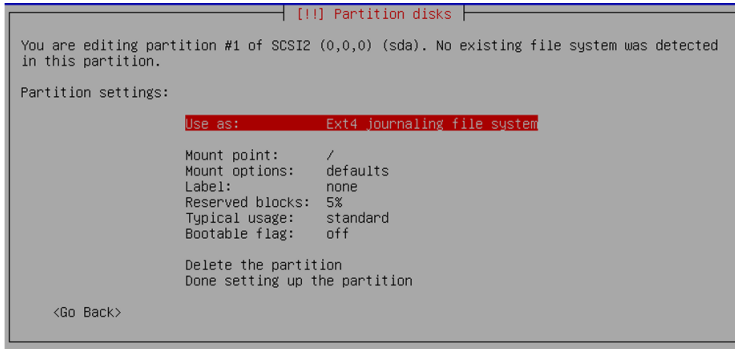 [!!] Partition disks
You are editing partition #1 of SCSI2 (0,0,0) (sda). No existing file system was detected
in this partition.
Partition settings:
Use as: Ext4 journaling file system
Mount point: /
Mount options: defaults
Label: none
Reserved blocks: 5%
Typical usage: standard
Bootable flag: off
Delete the partition
Done setting up the partition
<Go Back>